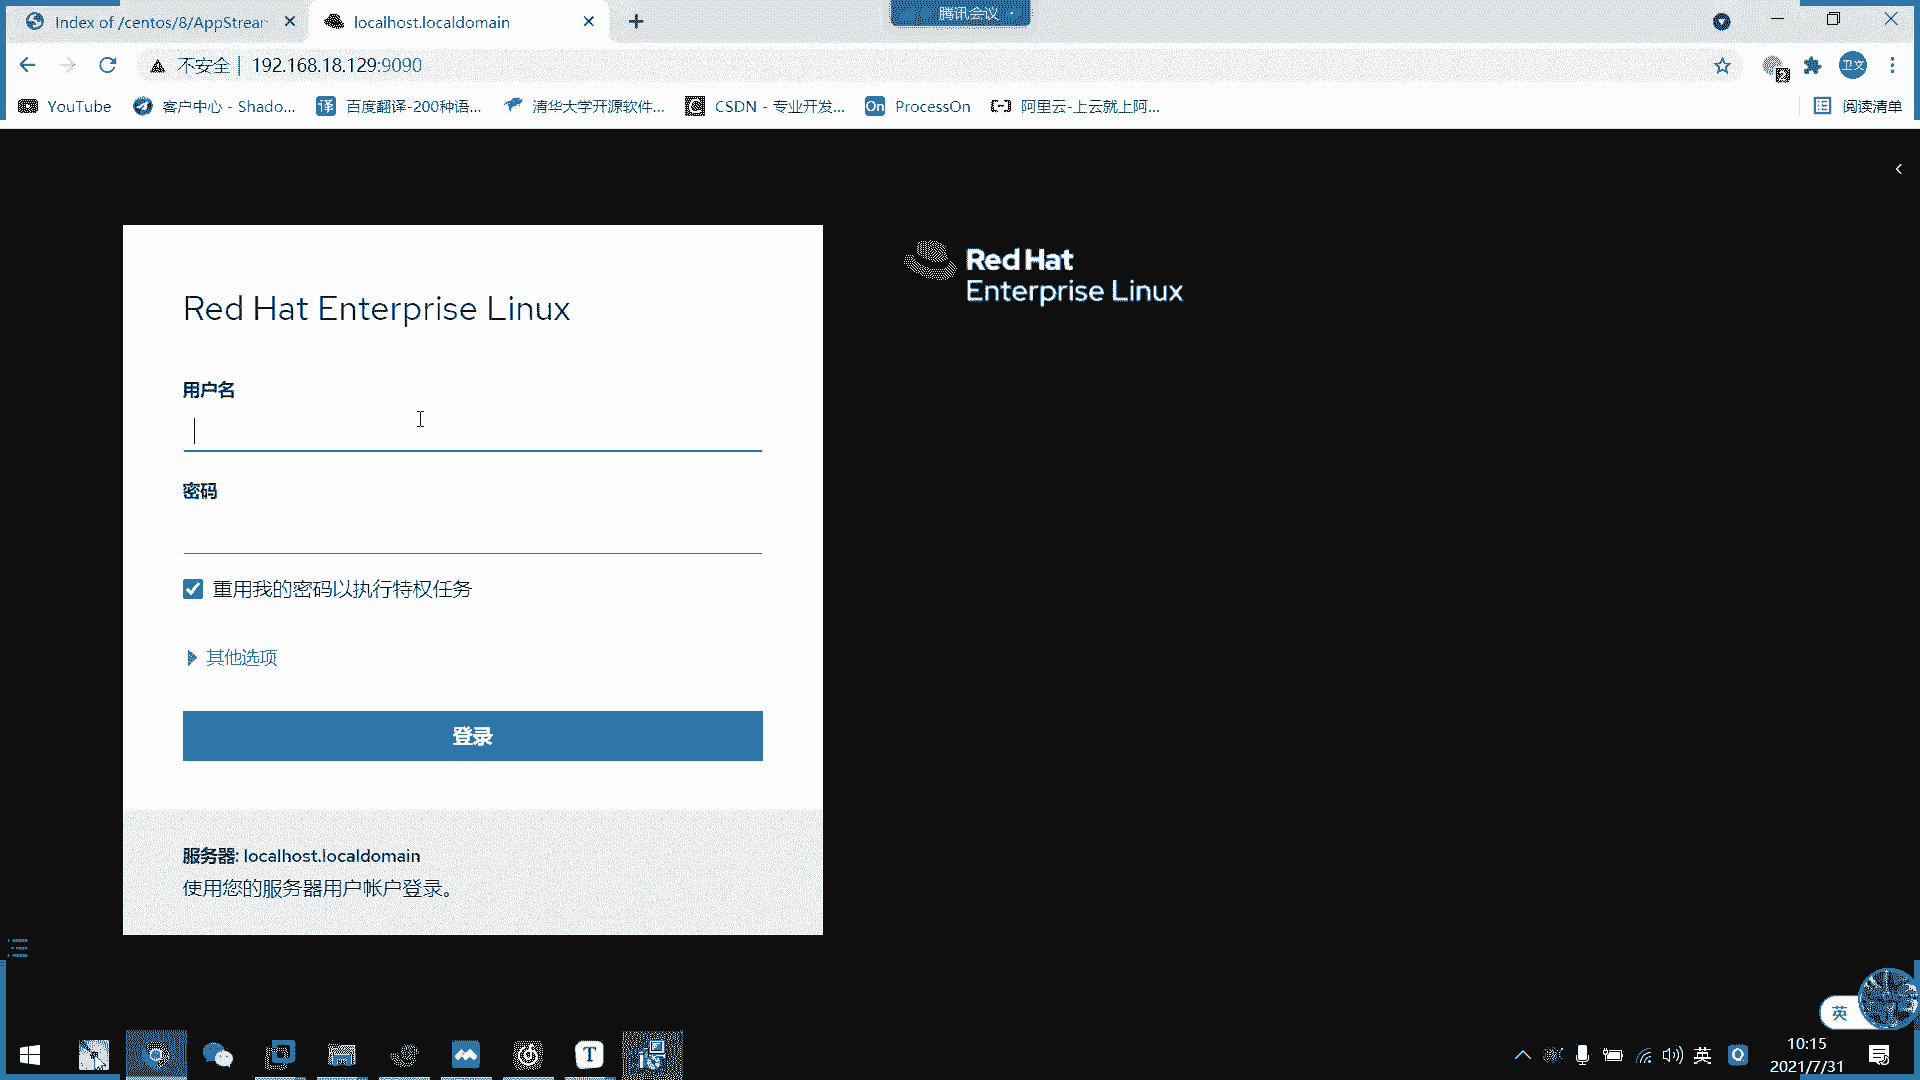 Index of /centos/8/AppStream
localhost.localdomain
腾讯会议
不安全 | 192.168.18.129:9090
卫文
YouTube
客户中心 - Shado...
译 百度翻译-200种语...
清华大学开源软件...
CSDN - 专业开发...
On ProcessOn
阿里云-上云就上阿...
阅读清单
Red Hat Enterprise Linux
Red Hat
Enterprise Linux
用户名
密码
重用我的密码以执行特权任务
其他选项
登录
服务器: localhost.localdomain
使用您的服务器用户帐户登录。
英
T
英
10:15
2021/7/31